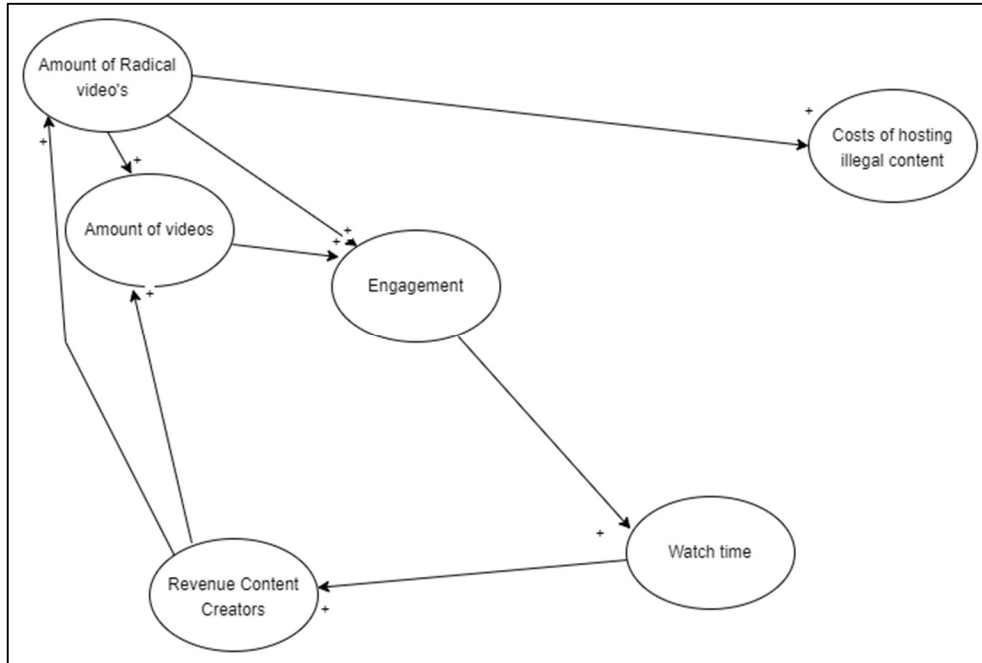 Amount of Radical
video's
+
Costs of hosting
illegal content
+
+
Amount of videos
+
+
Engagement
+
+
Watch time
Revenue Content
Creators
+